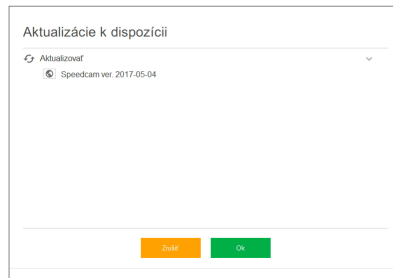 Aktualizácie k dispozícii
Aktualizovať
Speedcam ver. 2017-05-04
Zrušiť
Ok